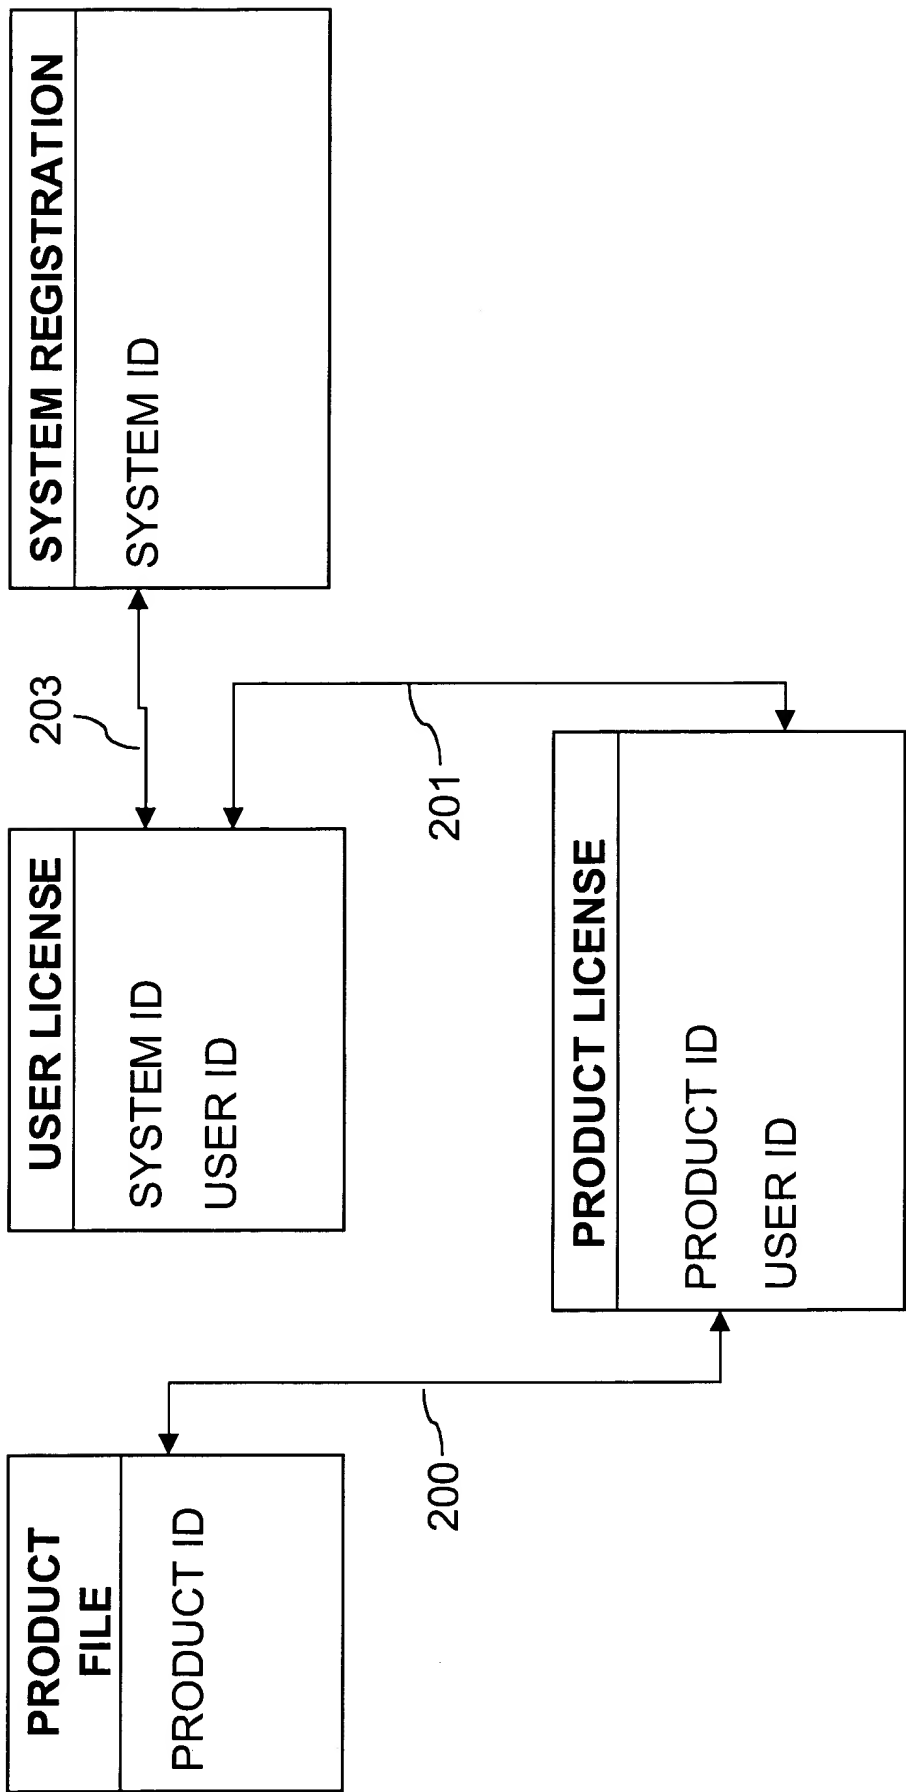 PRODUCT
FILE
PRODUCT ID
200
USER LICENSE
SYSTEM ID
USER ID
203
SYSTEM REGISTRATION
SYSTEM ID
201
PRODUCT LICENSE
PRODUCT ID
USER ID